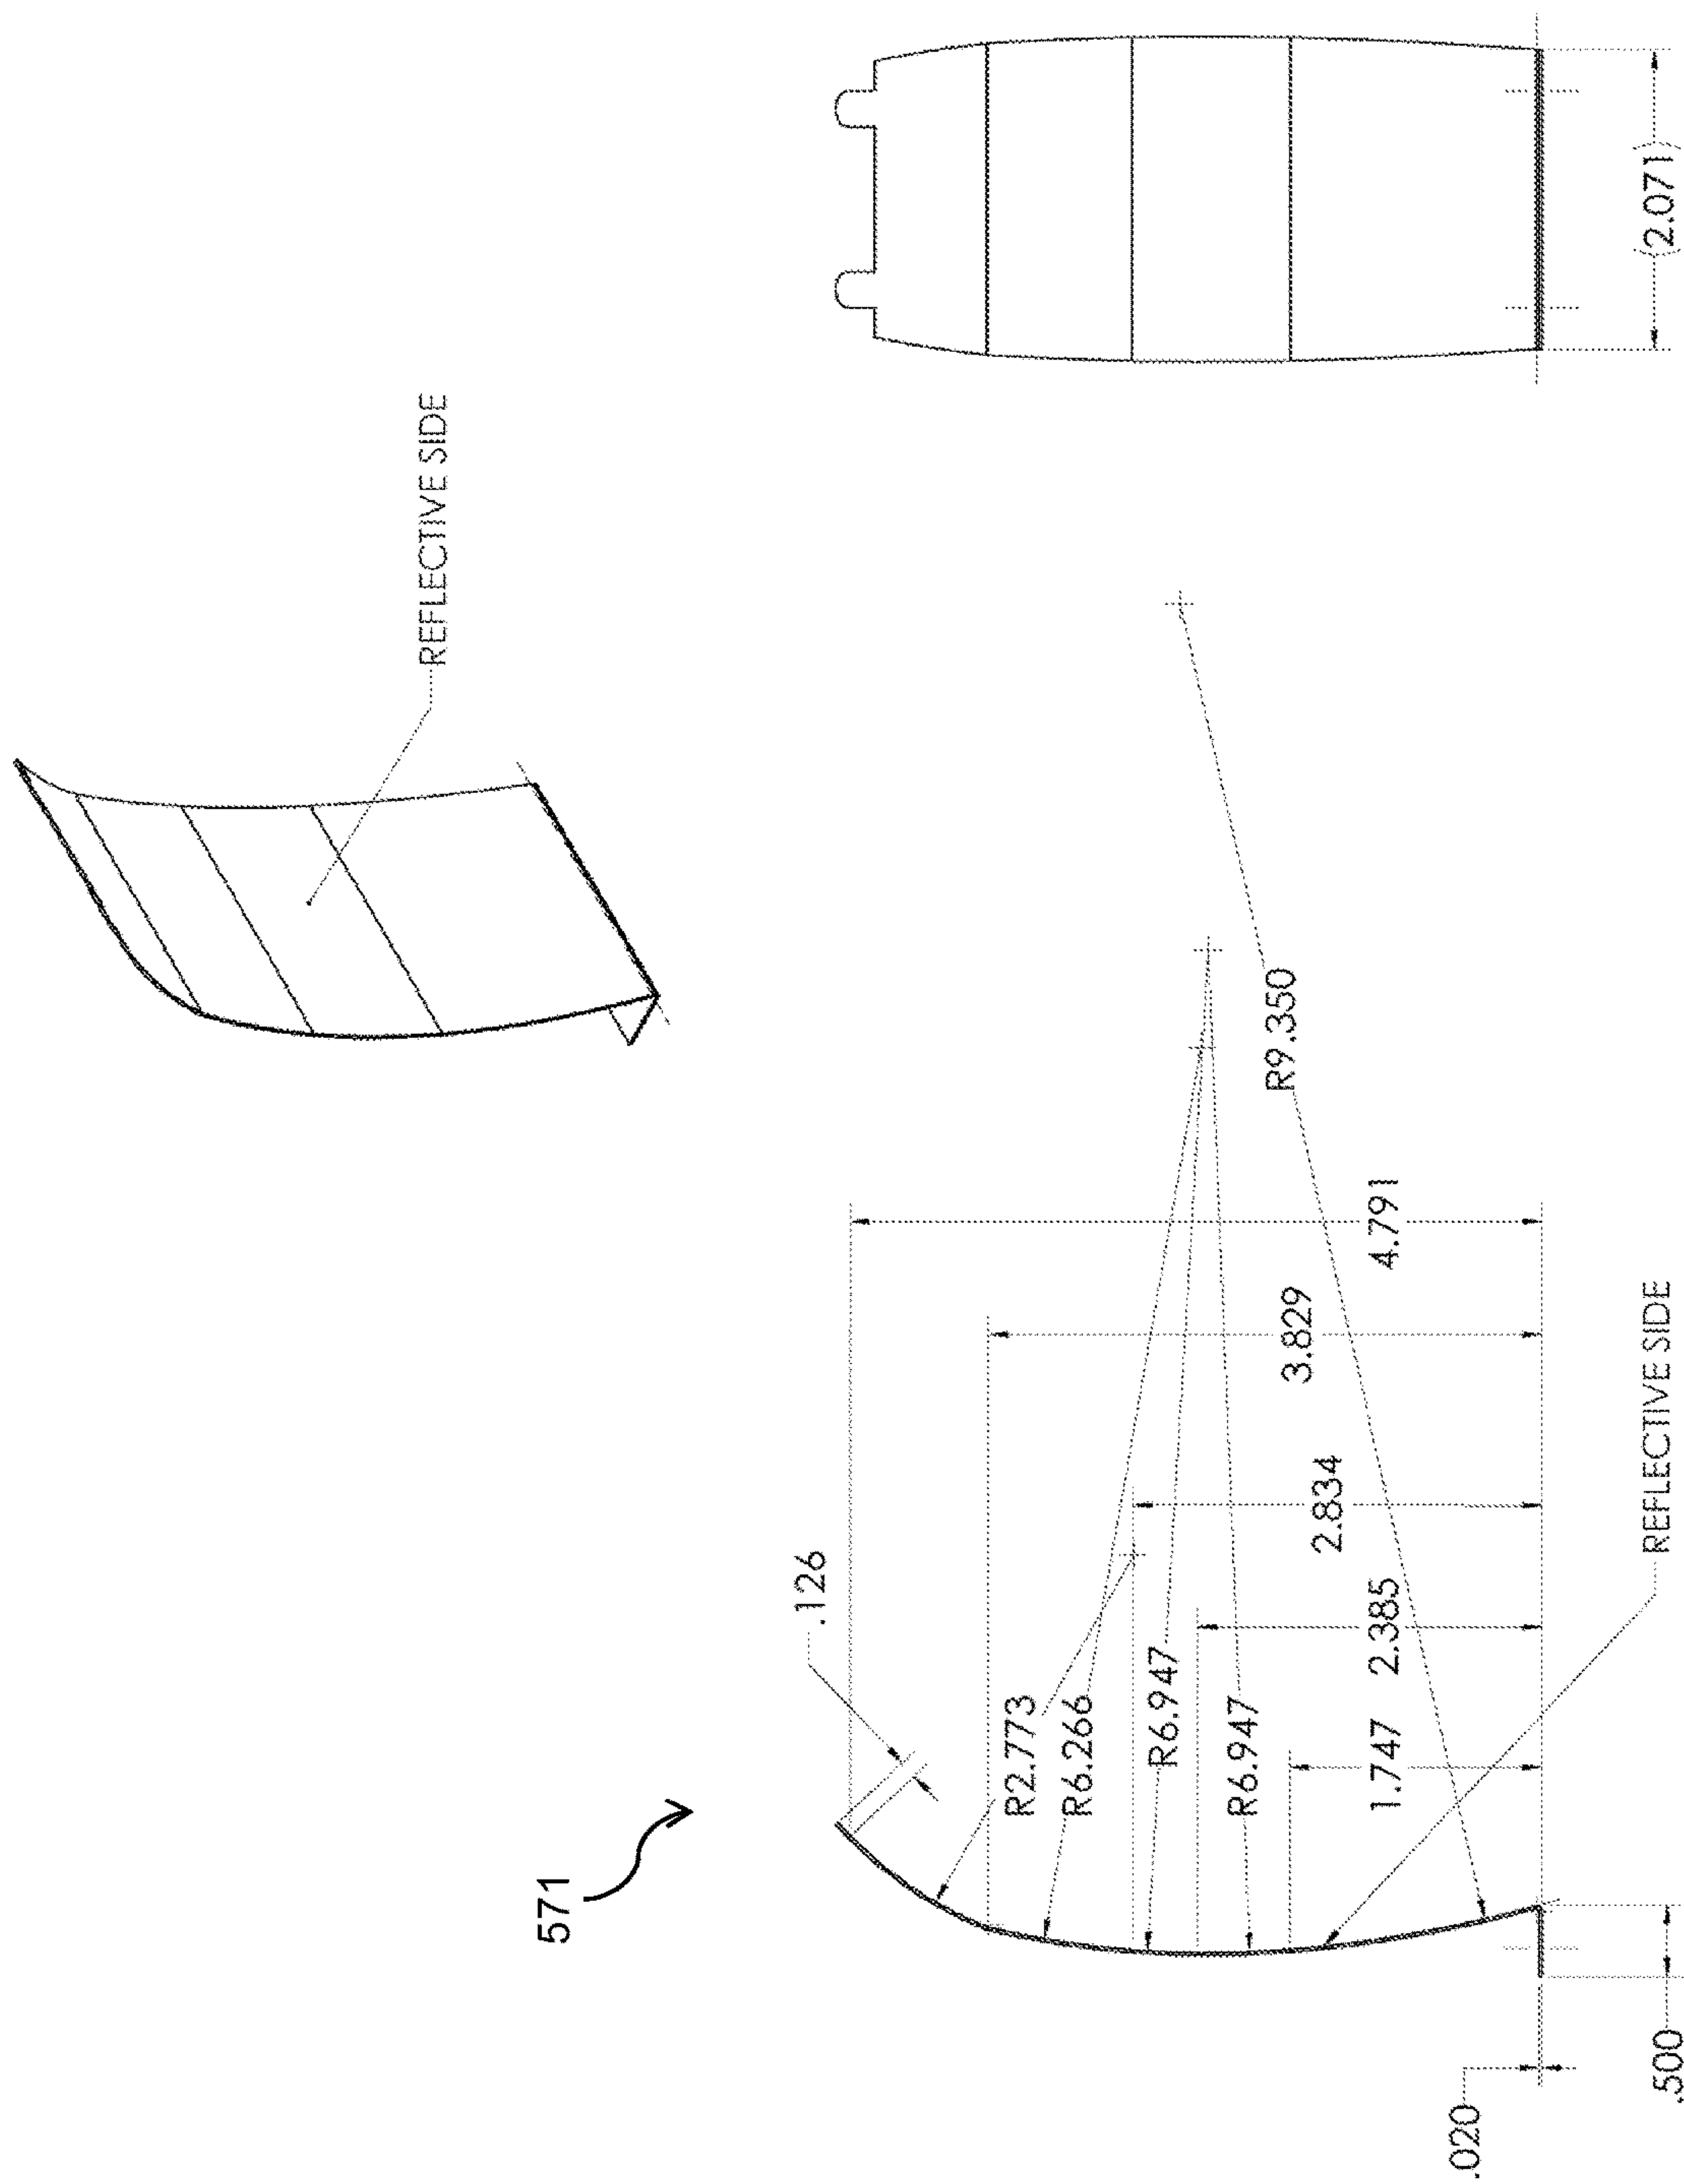 571
REFLECTIVE SIDE
.126
R2.773
R6.266
R6.947
R6.947
R9.350
1.747
2.385
2.834
3.829
4.791
REFLECTIVE SIDE
.020
.500
(2.071)